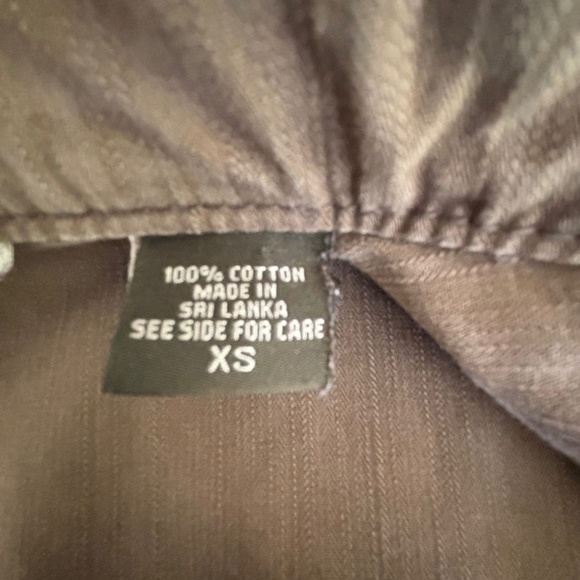 100% COTTON
MADE IN
SRI LANKA
SEE SIDE FOR CARE
XS